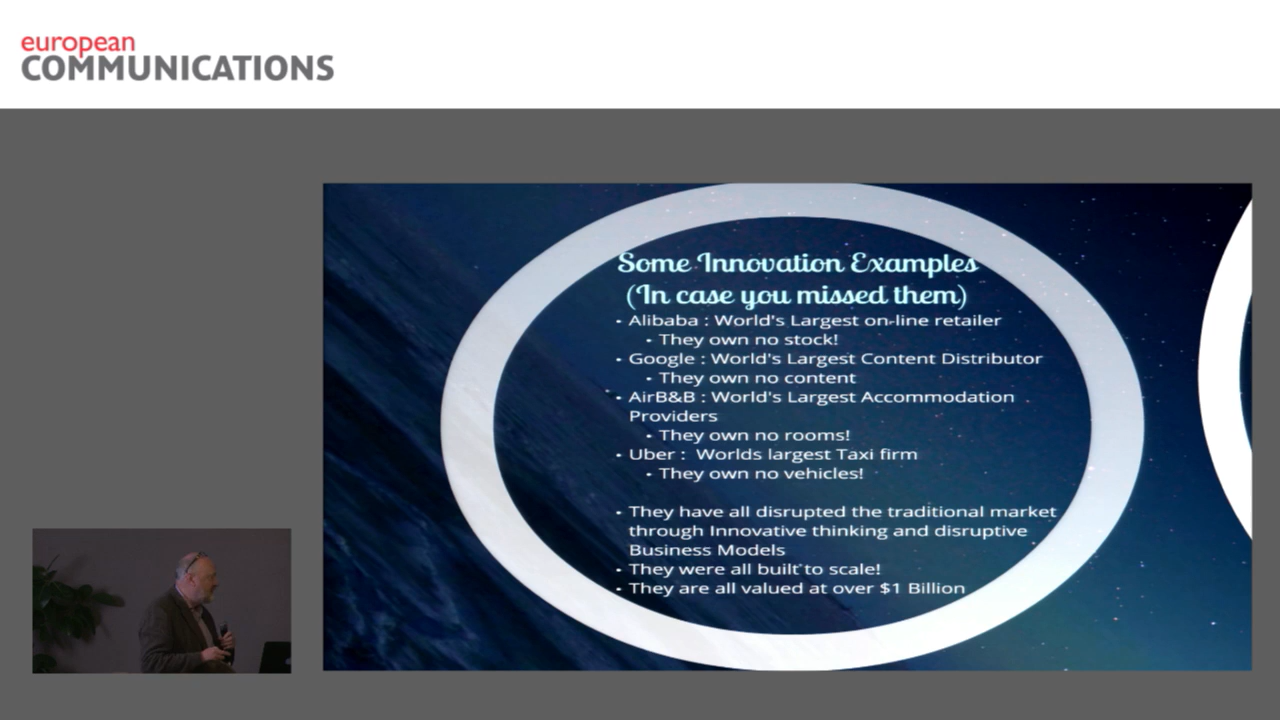 european
COMMUNICATIONS
Some Innovation Examples
(In case you missed them)
• Alibaba : World's Largest on-line retailer
• They own no stock!
• Google : World's Largest Content Distributor
• They own no content
• AirB&B : World's Largest Accommodation
Providers
• They own no rooms!
• Uber :  Worlds largest Taxi firm
• They own no vehicles!
• They have all disrupted the traditional market
through Innovative thinking and disruptive
Business Models
• They were all built to scale!
• They are all valued at over $1 Billion